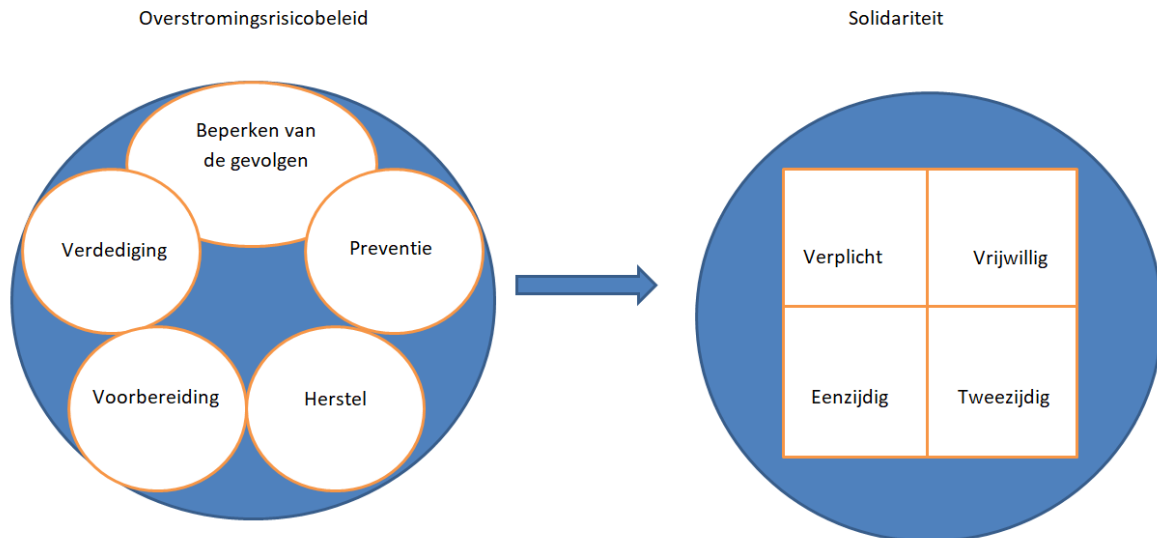 Overstromingsrisicobeleid
Solidariteit
Beperken van
de gevolgen
Verdediging
Preventie
Voorbereiding
Herstel
Verplicht
Vrijwillig
Eenzijdig
Tweezijdig